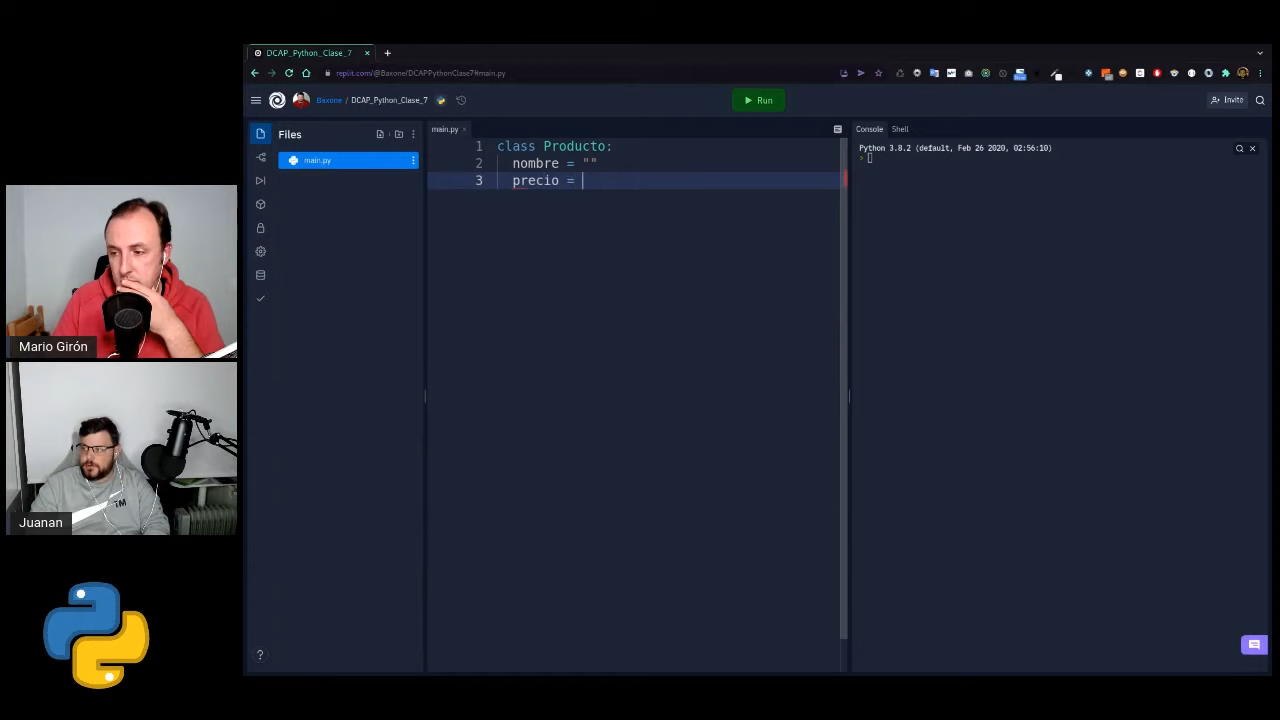 DCAP_Python_Clase_7
replit.com/@Baxone/DCAPPythonClase7#main.py
Baxone / DCAP_Python_Clase_7
Run
Invite
Files
main.py
main.py
1 class Producto:
2 nombre = ""
3 precio =
Console
Shell
Python 3.8.2 (default, Feb 26 2020, 02:56:10)
>
Mario Girón
TM
Juanan
?